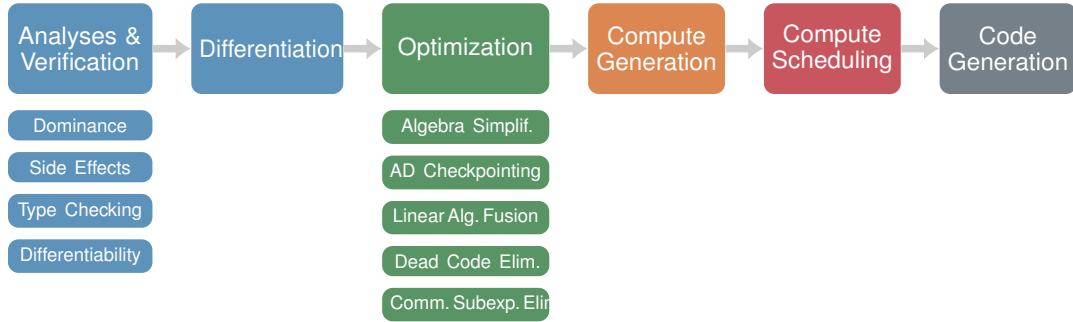 Analyses &
Verification
Differentiation
Optimization
Compute
Generation
Compute
Scheduling
Code
Generation
Dominance
Side Effects
Type Checking
Differentiability
Algebra Simplif.
AD Checkpointing
Linear Alg. Fusion
Dead Code Elim.
Comm. Subexp. Elim